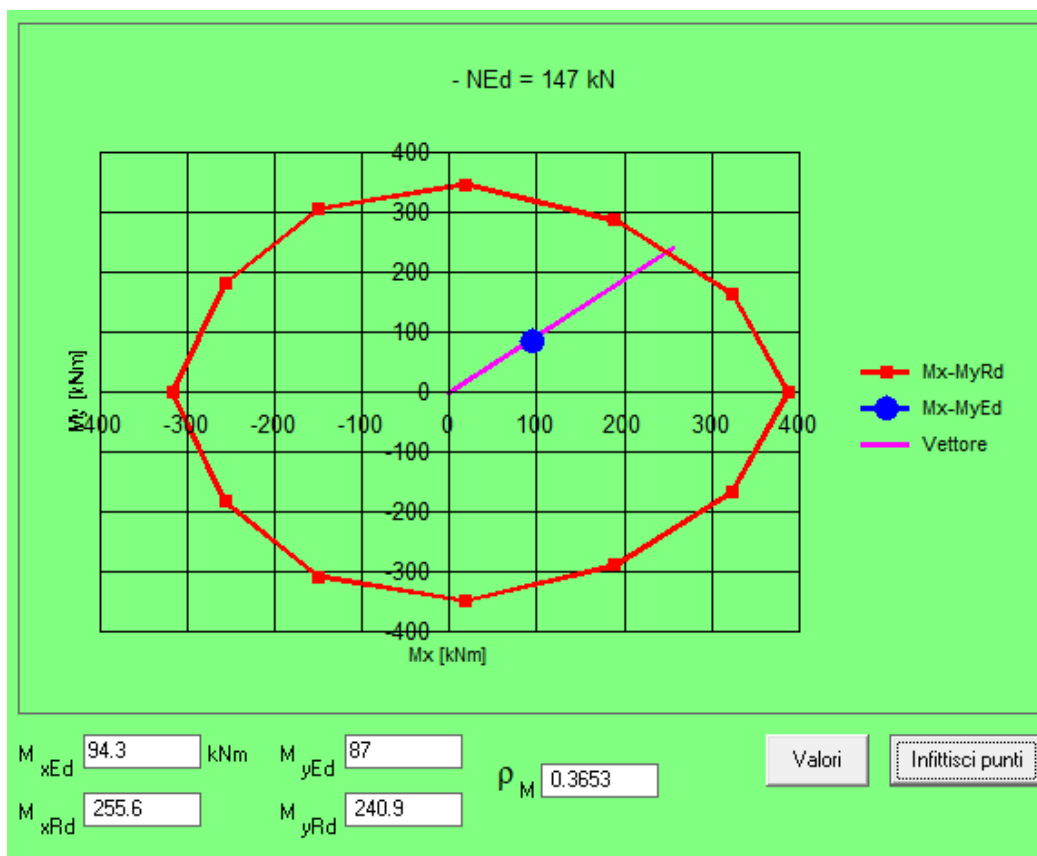 - NEd = 147 kN
400
300
200
100
0
-100
-200
-300
-400
My [kNm]
-400 -300 -200 -100 0 100 200 300 400
Mx [kNm]
Mx-MyRd
Mx-MyEd
Vettore
M xEd 94.3 kNm M yEd 87
M xRd 255.6 M yRd 240.9
ρ M 0.3653
Valori
Infittisci punti